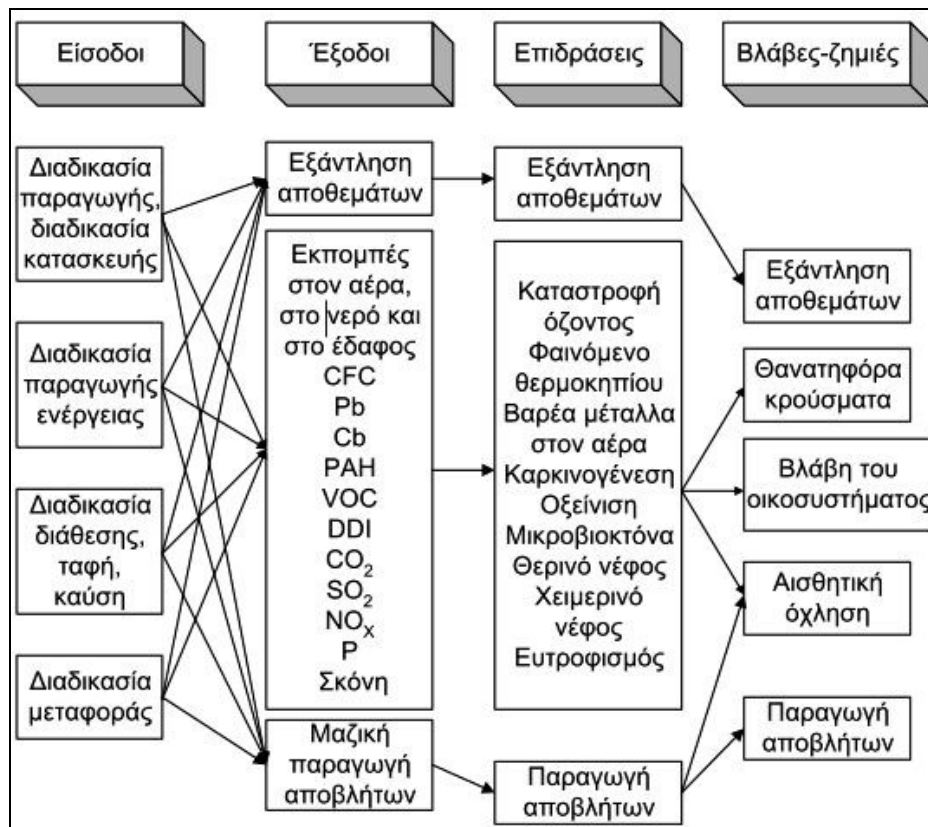 Είσοδοι
Έξοδοι
Επιδράσεις
Βλάβες-ζημιές
Διαδικασία
παραγωγής,
διαδικασία
κατασκευής
Διαδικασία
παραγωγής
ενέργειας
Διαδικασία
διάθεσης,
ταφή,
καύση
Διαδικασία
μεταφοράς
Εξάντληση
αποθεμάτων
Εκπομπές
στον αέρα,
στο νερό και
στο έδαφος
CFC
Pb
Cb
PAH
VOC
DDI
CO₂
SO₂
NOₓ
P
Σκόνη
Μαζική
παραγωγή
αποβλήτων
Εξάντληση
αποθεμάτων
Καταστροφή
όζοντος
Φαινόμενο
θερμοκηπίου
Βαρέα μέταλλα
στον αέρα
Καρκινογένεση
Οξείνιση
Μικροβιοκτόνα
Θερινό νέφος
Χειμερινό
νέφος
Ευτροφισμός
Παραγωγή
αποβλήτων
Εξάντληση
αποθεμάτων
Θανατηφόρα
κρούσματα
Βλάβη του
οικοσυστήματος
Αισθητική
όχληση
Παραγωγή
αποβλήτων